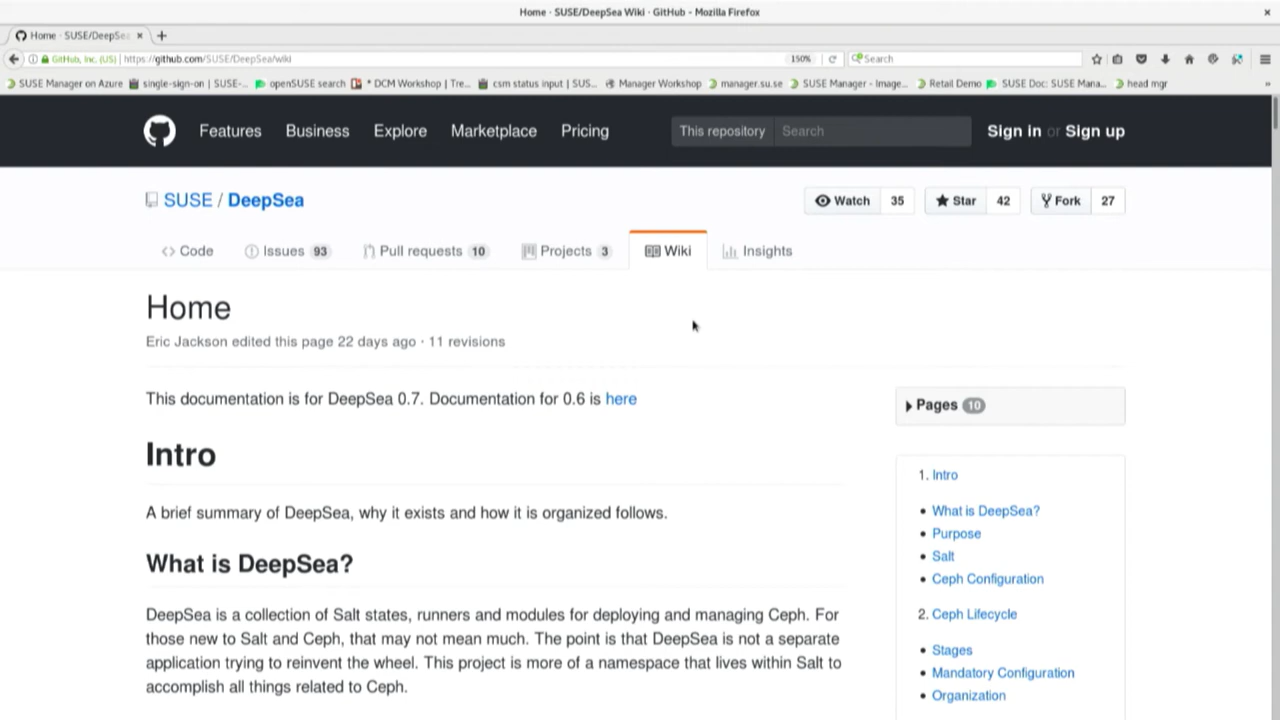 Home · SUSE/DeepSea Wiki · GitHub - Mozilla Firefox
Home · SUSE/DeepSea
GitHub, Inc. (US) https://github.com/SUSE/DeepSea/wiki 150% Search
SUSE Manager on Azure single-sign-on | SUSE-... openSUSE search * DCM Workshop | Tre... csm status input | SUS... Manager Workshop manager.su.se SUSE Manager - Image... Retail Demo SUSE Doc: SUSE Mana... head mgr
Features Business Explore Marketplace Pricing This repository Search Sign in or Sign up
SUSE / DeepSea Watch 35 Star 42 Fork 27
Code Issues 93 Pull requests 10 Projects 3 Wiki Insights
Home
Eric Jackson edited this page 22 days ago · 11 revisions
This documentation is for DeepSea 0.7. Documentation for 0.6 is here
Intro
A brief summary of DeepSea, why it exists and how it is organized follows.
What is DeepSea?
DeepSea is a collection of Salt states, runners and modules for deploying and managing Ceph. For
those new to Salt and Ceph, that may not mean much. The point is that DeepSea is not a separate
application trying to reinvent the wheel. This project is more of a namespace that lives within Salt to
accomplish all things related to Ceph.
Pages 10
1. Intro
• What is DeepSea?
• Purpose
• Salt
• Ceph Configuration
2. Ceph Lifecycle
• Stages
• Mandatory Configuration
• Organization